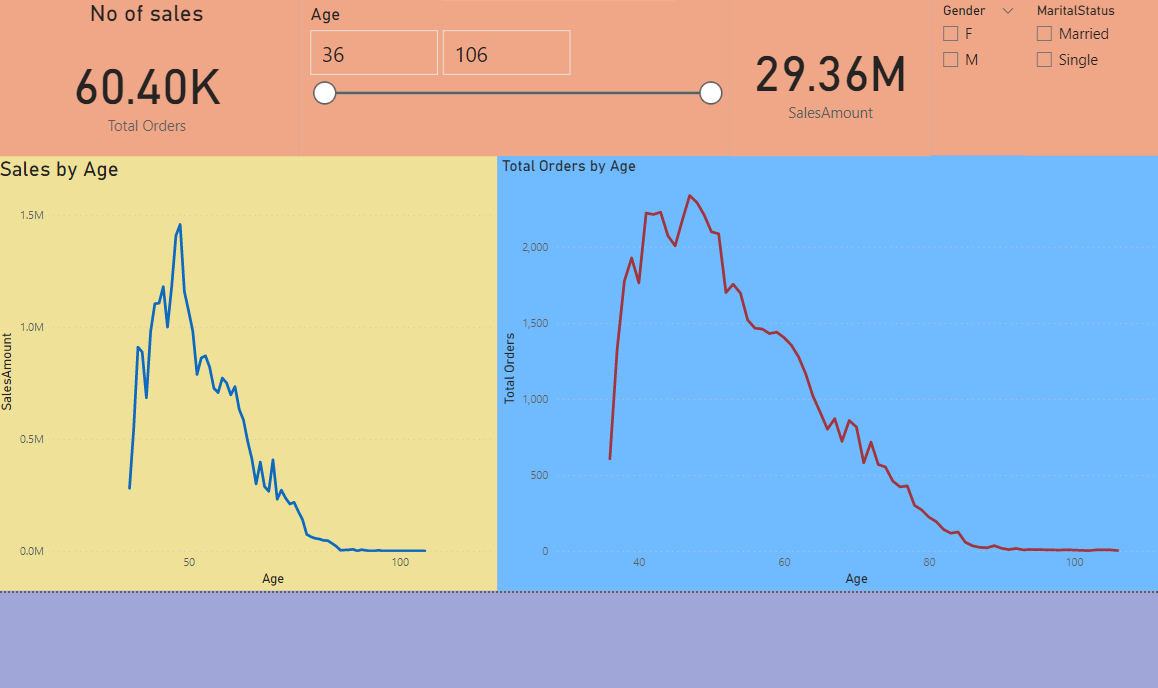 No of sales
60.40K
Total Orders
Age
36
106
29.36M
SalesAmount
Gender
F
M
MaritalStatus
Married
Single
Sales by Age
SalesAmount
1.5M
1.0M
0.5M
0.0M
50
100
Age
Total Orders by Age
Total Orders
2,000
1,500
1,000
500
0
40
60
80
100
Age